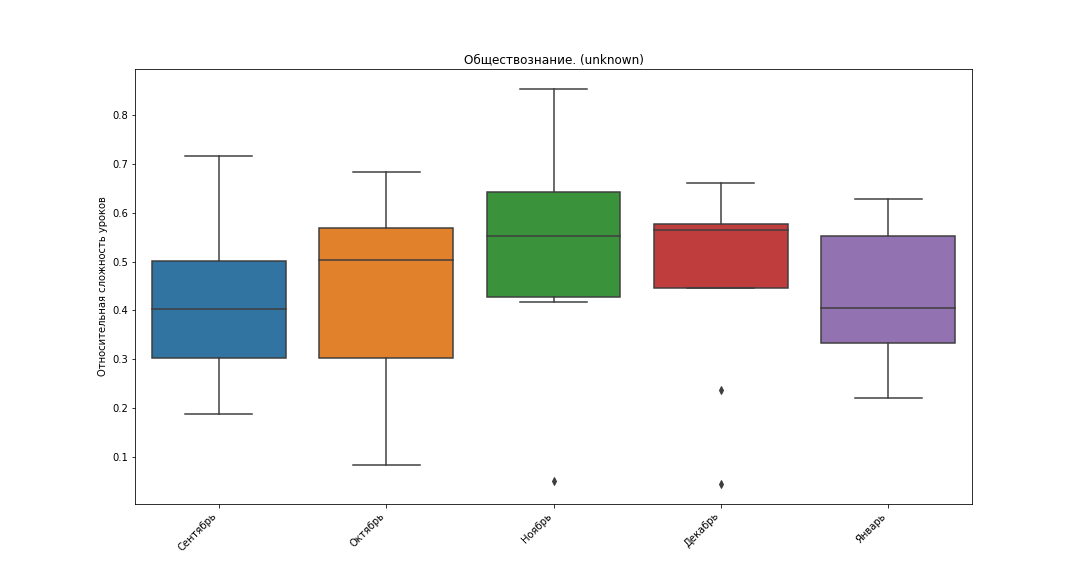 Обществознание. (unknown)
Относительная сложность уроков
0.8
0.7
0.6
0.5
0.4
0.3
0.2
0.1
Сентябрь
Октябрь
Ноябрь
Декабрь
Январь